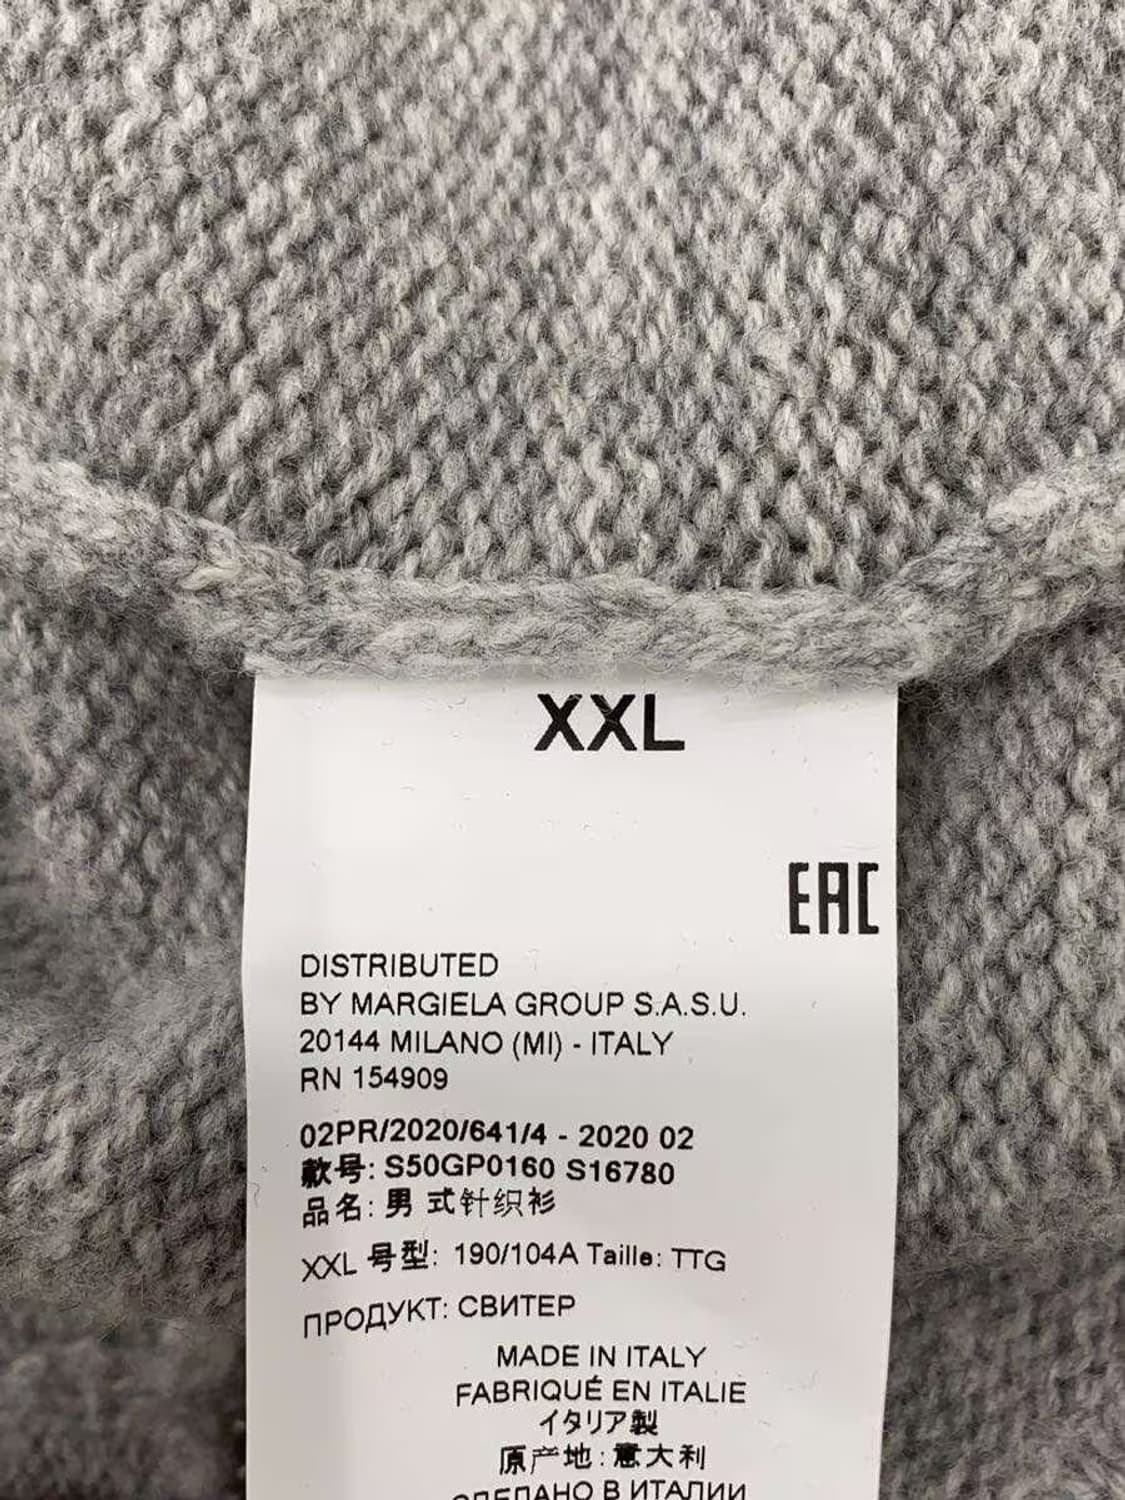 XXL
EAC
DISTRIBUTED
BY MARGIELA GROUP S.A.S.U.
20144 MILANO (MI) - ITALY
RN 154909
02PR/2020/641/4 - 2020 02
款号: S50GP0160 S16780
品名: 男 式针织衫
XXL 号型: 190/104A Taille: TTG
ПРОДУКТ: СВИТЕР
MADE IN ITALY
FABRIQUÉ EN ITALIE
イタリア製
原产地: 意大利
СДЕЛАНО В ИТАЛИИ